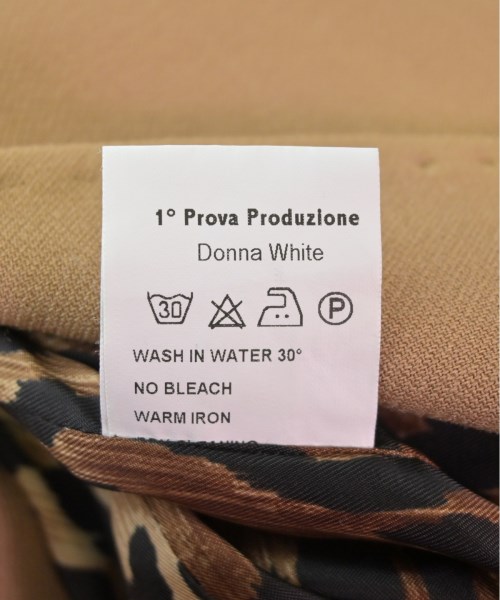 1° Prova Produzione
Donna White
30 P
WASH IN WATER 30°
NO BLEACH
WARM IRON